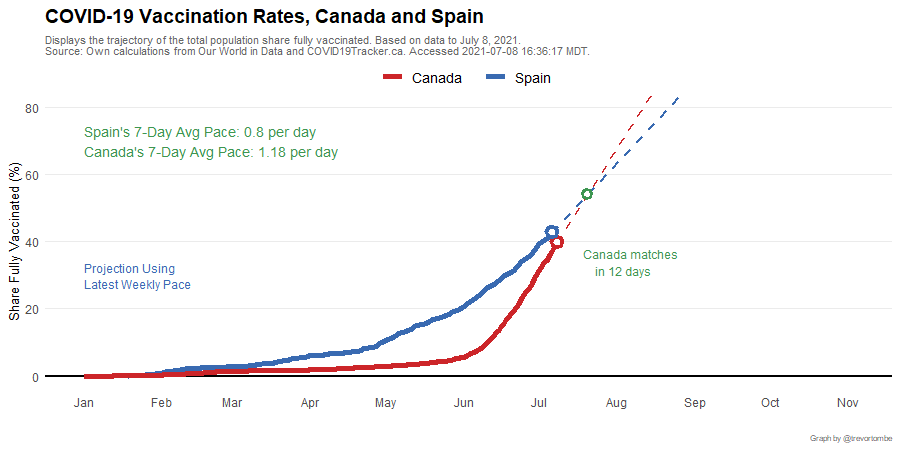 COVID-19 Vaccination Rates, Canada and Spain
Displays the trajectory of the total population share fully vaccinated. Based on data to July 8, 2021.
Source: Own calculations from Our World in Data and COVID19Tracker.ca. Accessed 2021-07-08 16:36:17 MDT.
Canada Spain
80
Spain's 7-Day Avg Pace: 0.8 per day
Canada's 7-Day Avg Pace: 1.18 per day
60
Share Fully Vaccinated (%)
40
Canada matches
in 12 days
Projection Using
Latest Weekly Pace
20
0
Jan Feb Mar Apr May Jun Jul Aug Sep Oct Nov
Graph by @trevortombe